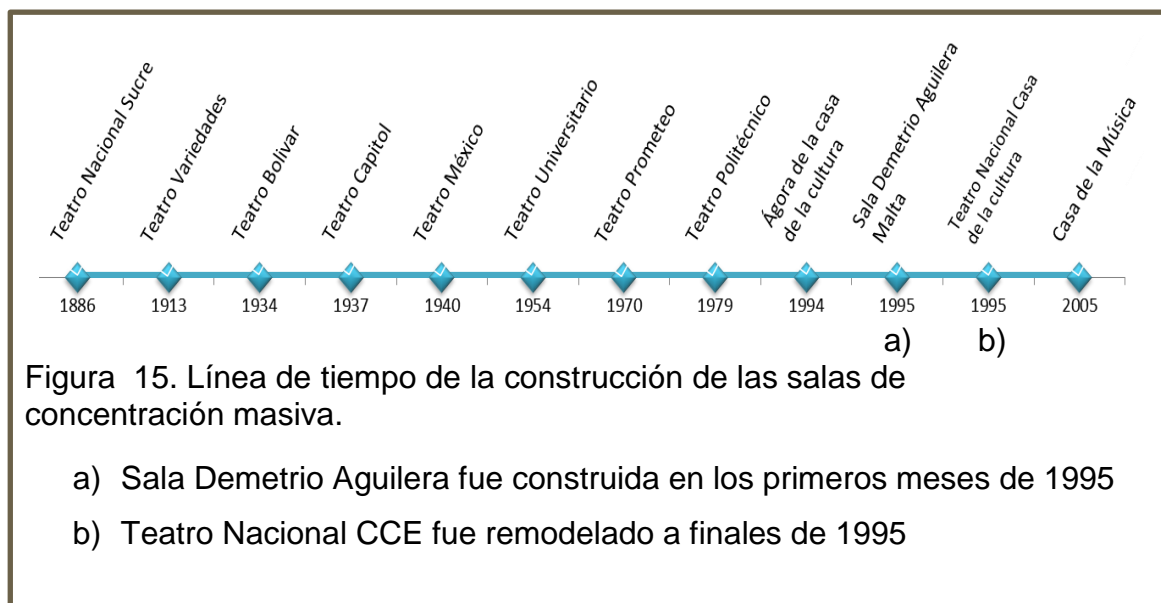 Teatro Nacional Sucre
Teatro Variedades
Teatro Bolivar
Teatro Capitol
Teatro México
Teatro Universitario
Teatro Prometeo
Teatro Politécnico
Ágora de la casa
de la cultura
Sala Demetrio Aguilera
Malta
Teatro Nacional Casa
de la cultura
Casa de la Música
1886 1913 1934 1937 1940 1954 1970 1979 1994 1995 1995 2005
a) b)
Figura 15. Línea de tiempo de la construcción de las salas de
concentración masiva.
a) Sala Demetrio Aguilera fue construida en los primeros meses de 1995
b) Teatro Nacional CCE fue remodelado a finales de 1995